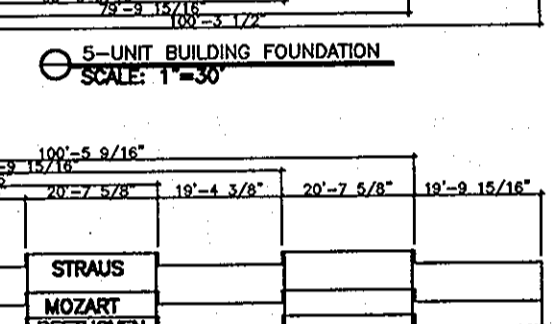 79'-9 15/16"
100'-3 1/2"
5-UNIT BUILDING FOUNDATION
SCALE: 1"=30'
100'-5 9/16"
-9 15/16"
20'-7 5/8" 19'-4 3/8" 20'-7 5/8" 19'-9 15/16"
STRAUS
MOZART
BEETHOVEN